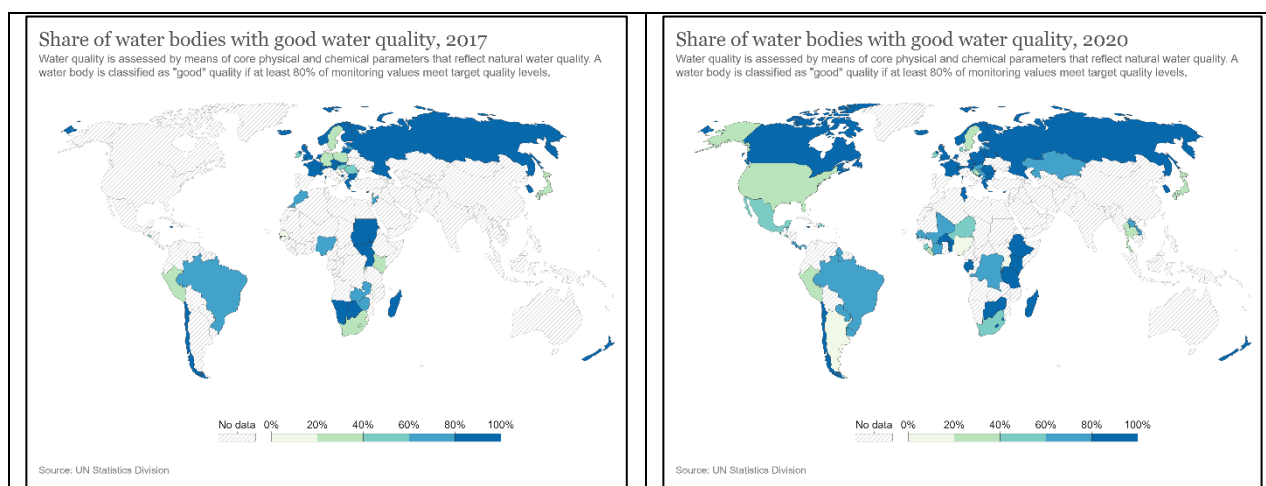 Share of water bodies with good water quality, 2017
Water quality is assessed by means of core physical and chemical parameters that reflect natural water quality. A
water body is classified as "good" quality if at least 80% of monitoring values meet target quality levels.
No data 0% 20% 40% 60% 80% 100%
Source: UN Statistics Division
Share of water bodies with good water quality, 2020
Water quality is assessed by means of core physical and chemical parameters that reflect natural water quality. A
water body is classified as "good" quality if at least 80% of monitoring values meet target quality levels.
No data 0% 20% 40% 60% 80% 100%
Source: UN Statistics Division